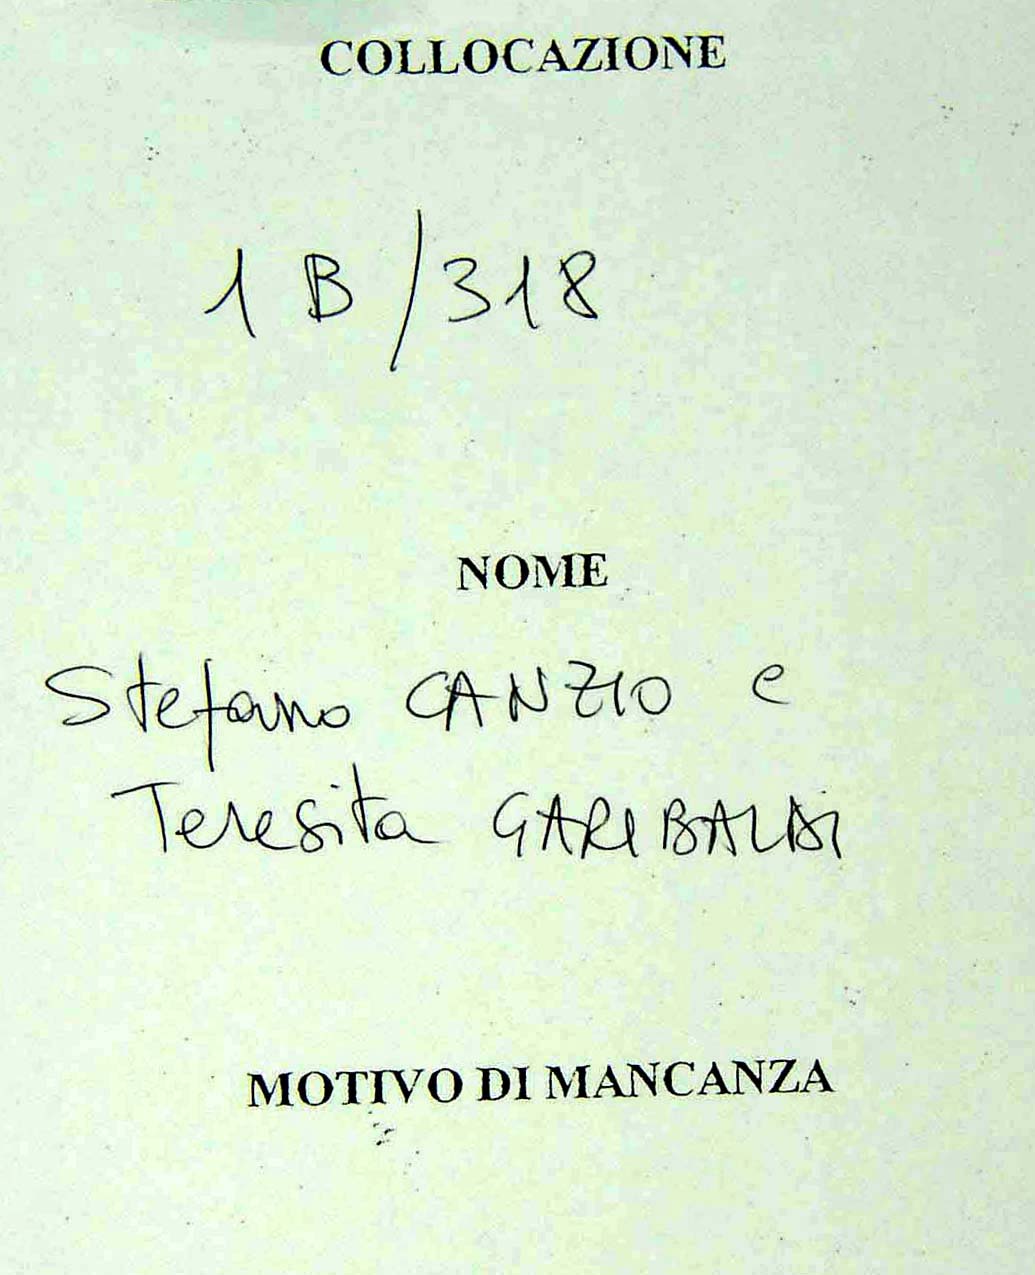 COLLOCAZIONE
1 B/318
NOME
Stefano CANZIO e
Teresita GARIBALDI
MOTIVO DI MANCANZA